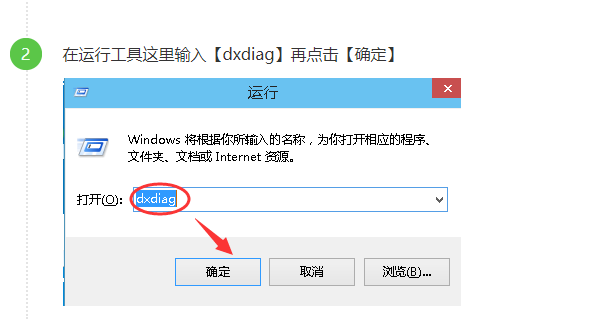 2 在运行工具这里输入【dxdiag】再点击【确定】
运行
Windows 将根据你所输入的名称，为你打开相应的程序、
文件夹、文档或 Internet 资源。
打开(O): dxdiag
确定 取消 浏览(B)...